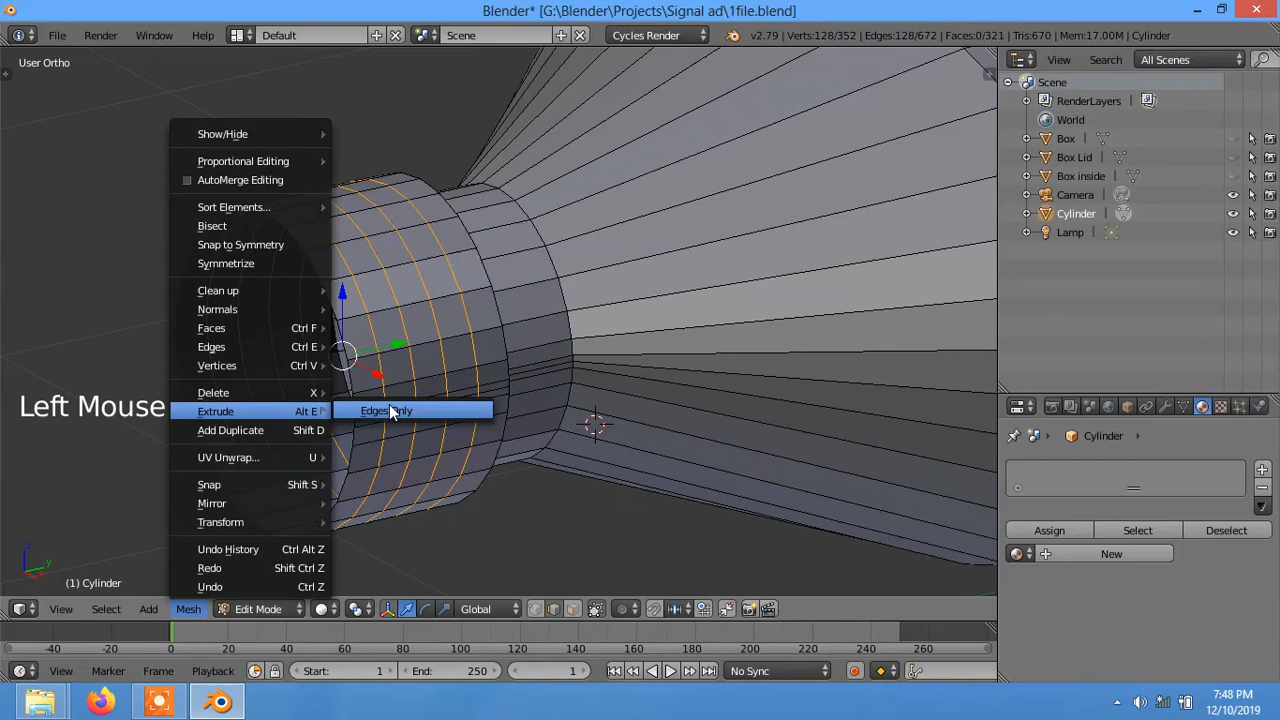 Blender* [G:\Blender\Projects\Signal ad\1file.blend]
File Render Window Help Default Scene Cycles Render v2.79 | Verts:128/352 | Edges:128/672 | Faces:0/321 | Tris:670 | Mem:17.00M | Cylinder
View Search All Scenes
User Ortho
Scene
RenderLayers
World
Box
Box Lid
Box inside
Camera
Cylinder
Lamp
Show/Hide
Proportional Editing
AutoMerge Editing
Sort Elements...
Bisect
Snap to Symmetry
Symmetrize
Clean up
Normals
Faces Ctrl F
Edges Ctrl E
Vertices Ctrl V
Delete X
Extrude Alt E
Edges Only
Add Duplicate Shift D
UV Unwrap... U
Snap Shift S
Mirror
Transform
Undo History Ctrl Alt Z
Redo Shift Ctrl Z
Undo Ctrl Z
Left Mouse
z
y
(1) Cylinder
Cylinder
Assign Select Deselect
New
View Select Add Mesh Edit Mode Global
-40 -20 0 20 40 60 80 100 120 140 160 180 200 220 240 260 280
View Marker Frame Playback Start: 1 End: 250 1 No Sync
7:48 PM
12/10/2019